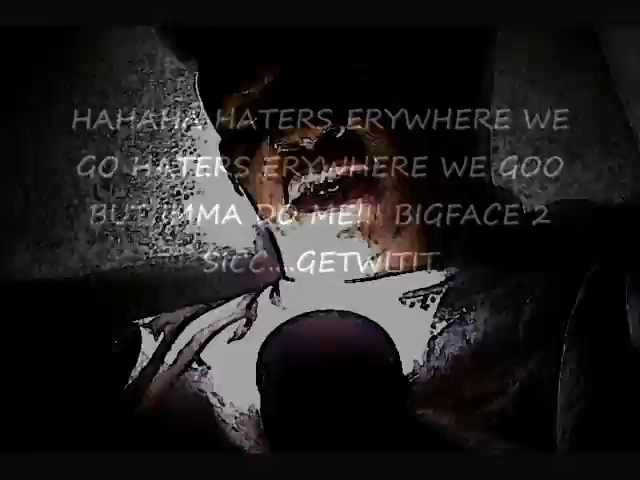 HAHAHA HATERS ERYWHERE WE
GO HATERS ERYWHERE WE GOO
BUT IMMA DO ME!!! BIGFACE 2
SICC....GETWITIT